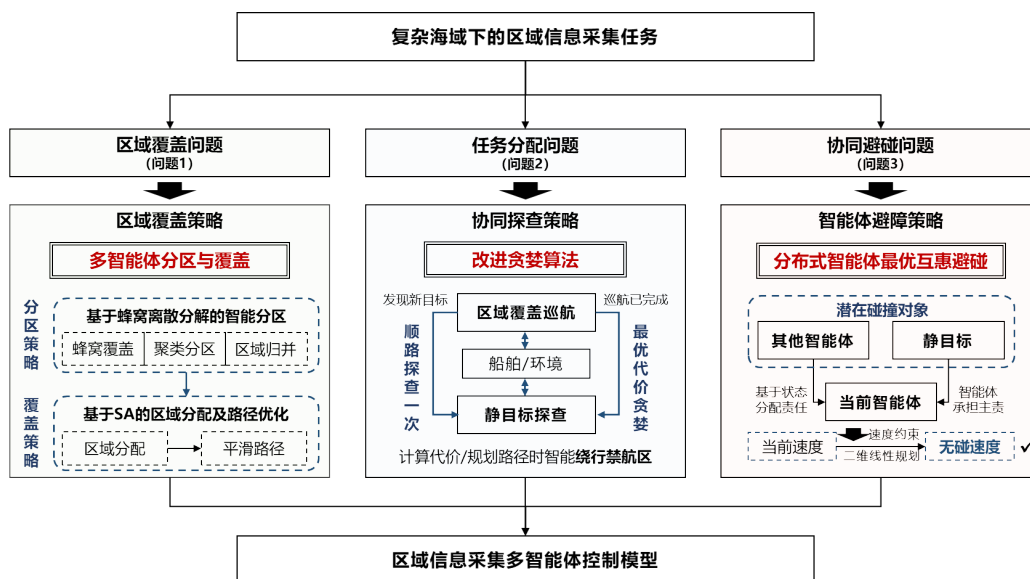 复杂海域下的区域信息采集任务
区域覆盖问题
(问题1)
任务分配问题
(问题2)
协同避碰问题
(问题3)
区域覆盖策略
多智能体分区与覆盖
分区策略
基于蜂窝离散分解的智能分区
蜂窝覆盖
聚类分区
区域归并
覆盖策略
基于SA的区域分配及路径优化
区域分配
平滑路径
协同探查策略
改进贪婪算法
发现新目标
巡航已完成
区域覆盖巡航
顺路探查一次
船舶/环境
最优代价贪婪
静目标探查
计算代价/规划路径时智能绕行禁航区
智能体避障策略
分布式智能体最优互惠避碰
潜在碰撞对象
其他智能体
静目标
基于状态
分配责任
当前智能体
智能体
承担主责
速度约束
当前速度
二维线性规划
无碰速度
✓
区域信息采集多智能体控制模型